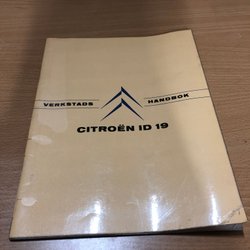 VERKSTADS HANDBOK
CITROËN ID 19